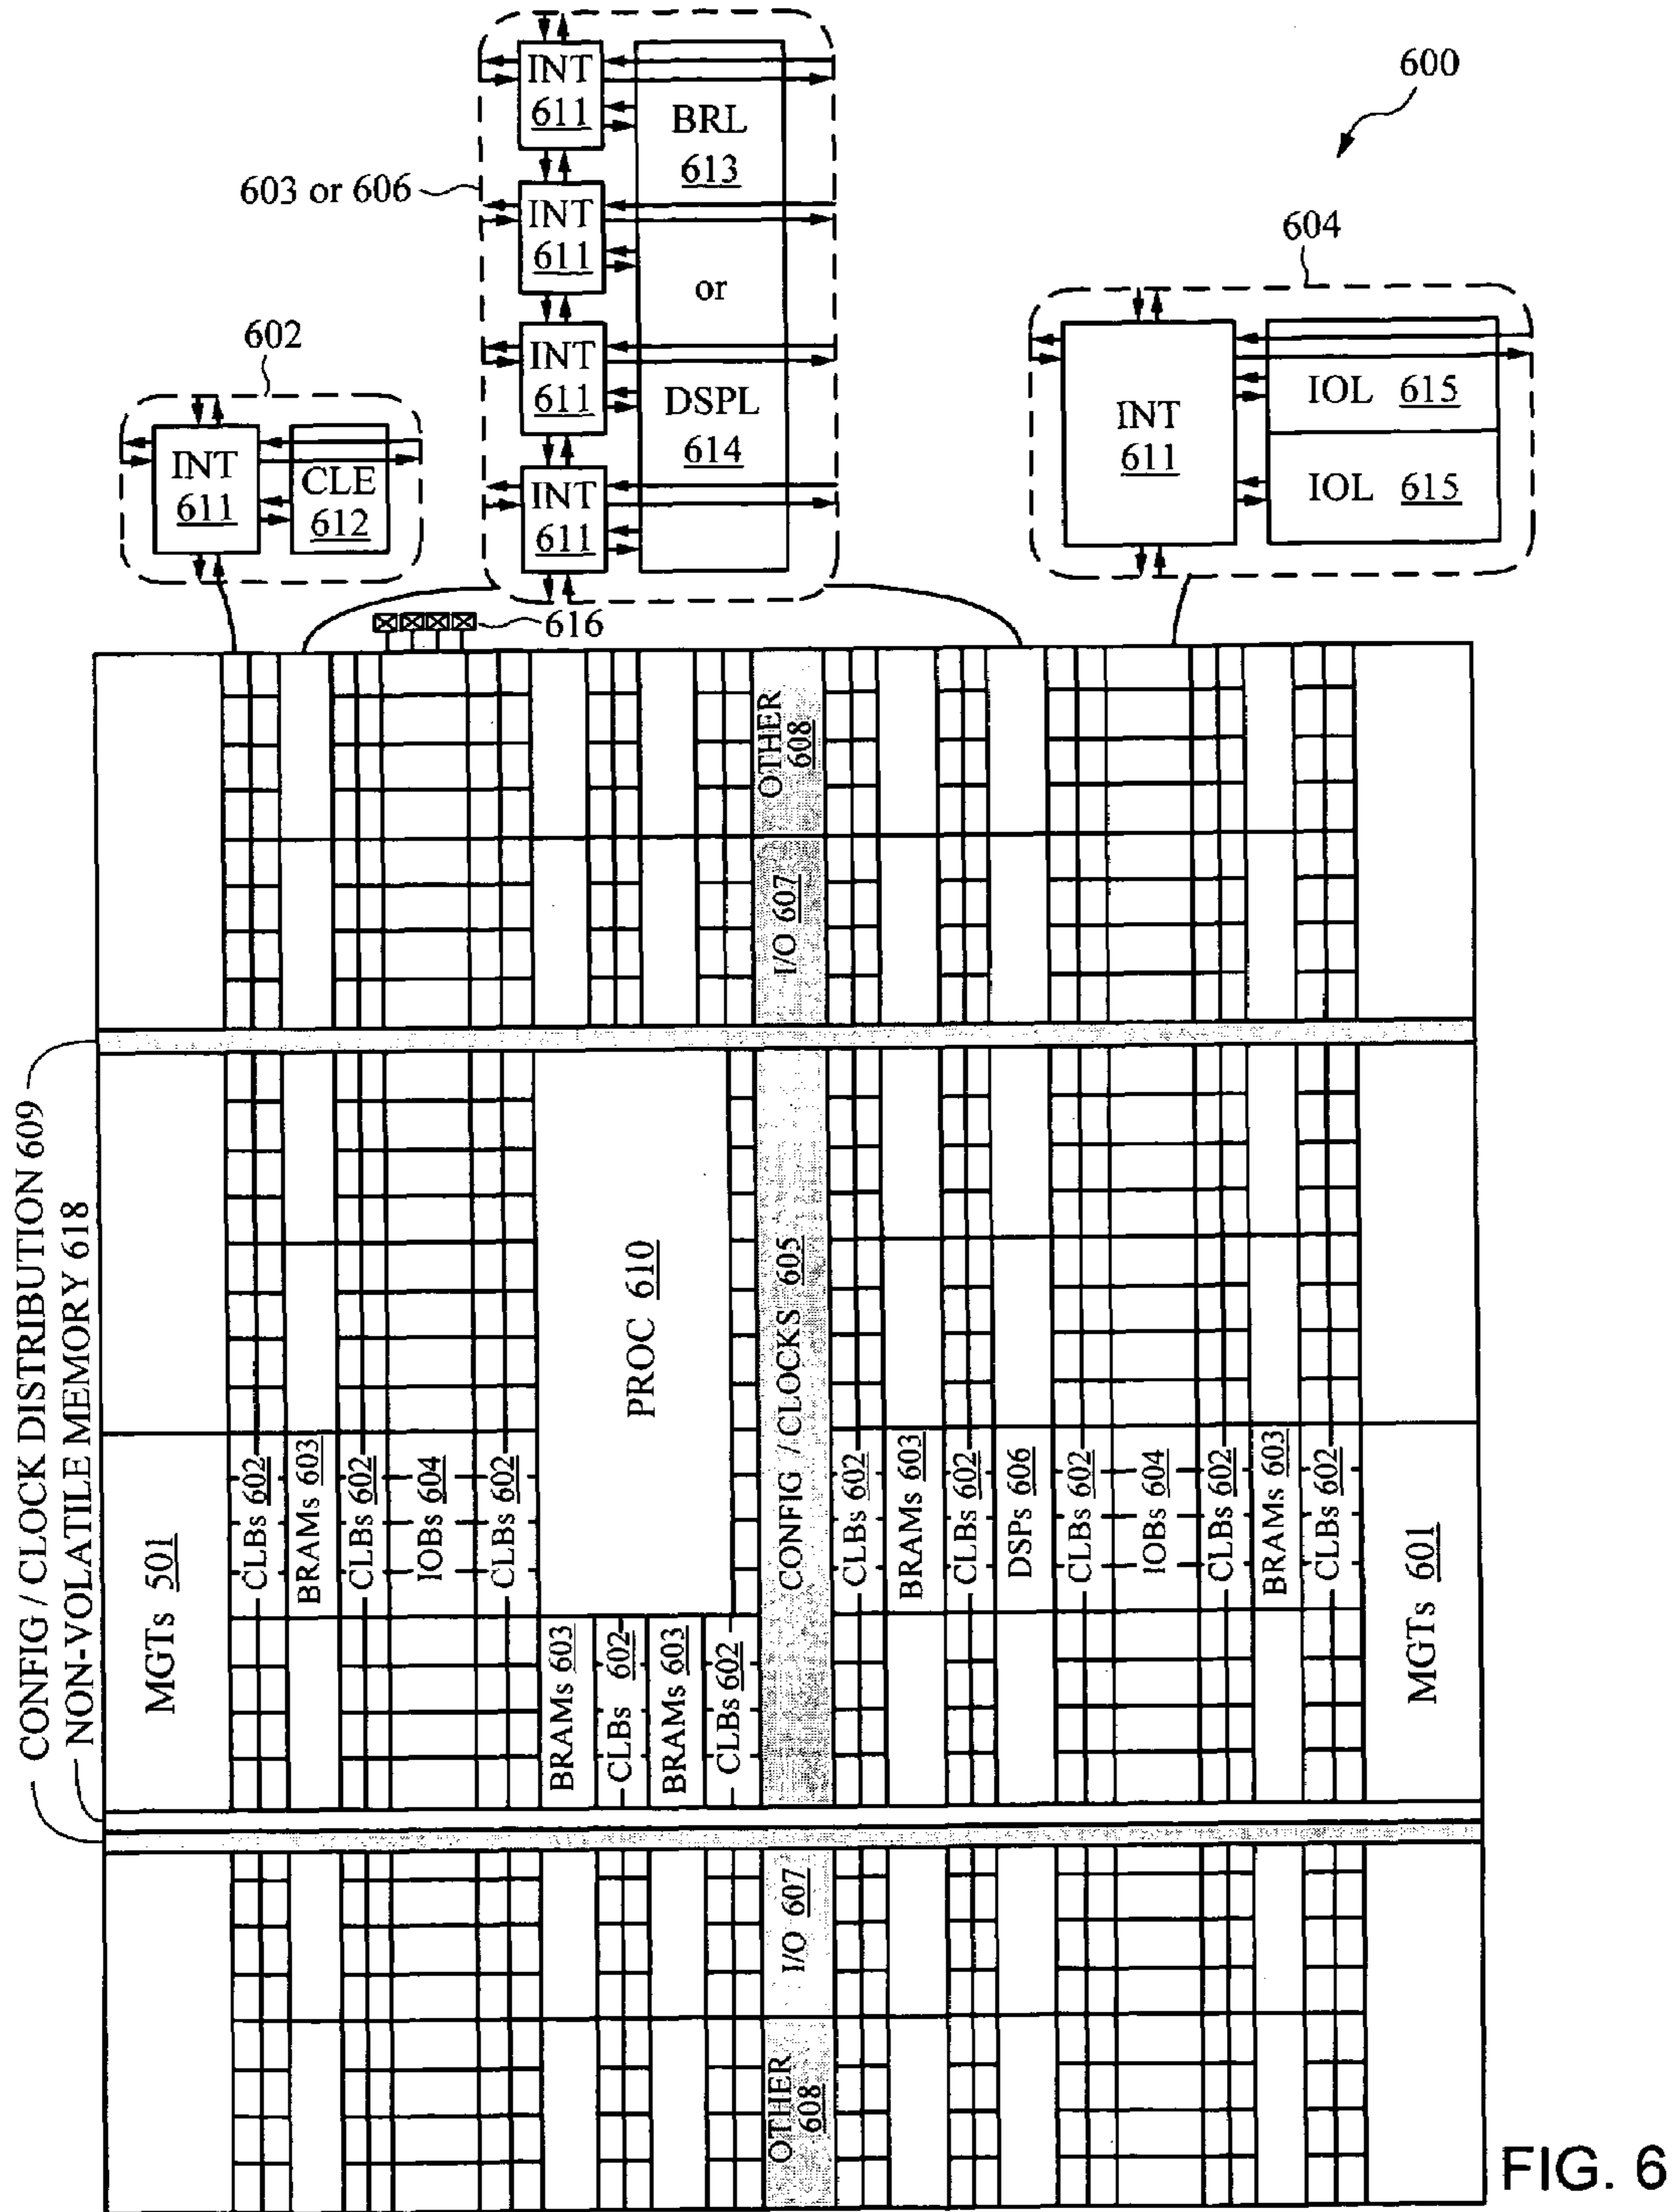 600
INT
611
BRL
613
603 or 606
INT
611
or
604
602
INT
611
DSPL
614
INT
611
IOL 615
IOL 615
INT
611
CLE
612
INT
611
616
OTHER
608
I/O 607
CONFIG / CLOCK DISTRIBUTION 609
NON-VOLATILE MEMORY 618
PROC 610
CONFIG / CLOCKS 605
MGTs 501
CLBs 602
BRAMs 603
CLBs 602
IOBs 604
CLBs 602
BRAMs 603
CLBs 602
BRAMs 603
CLBs 602
CLBs 602
BRAMs 603
CLBs 602
DSPs 606
CLBs 602
IOBs 604
CLBs 602
BRAMs 603
CLBs 602
MGTs 601
I/O 607
OTHER
608
FIG. 6